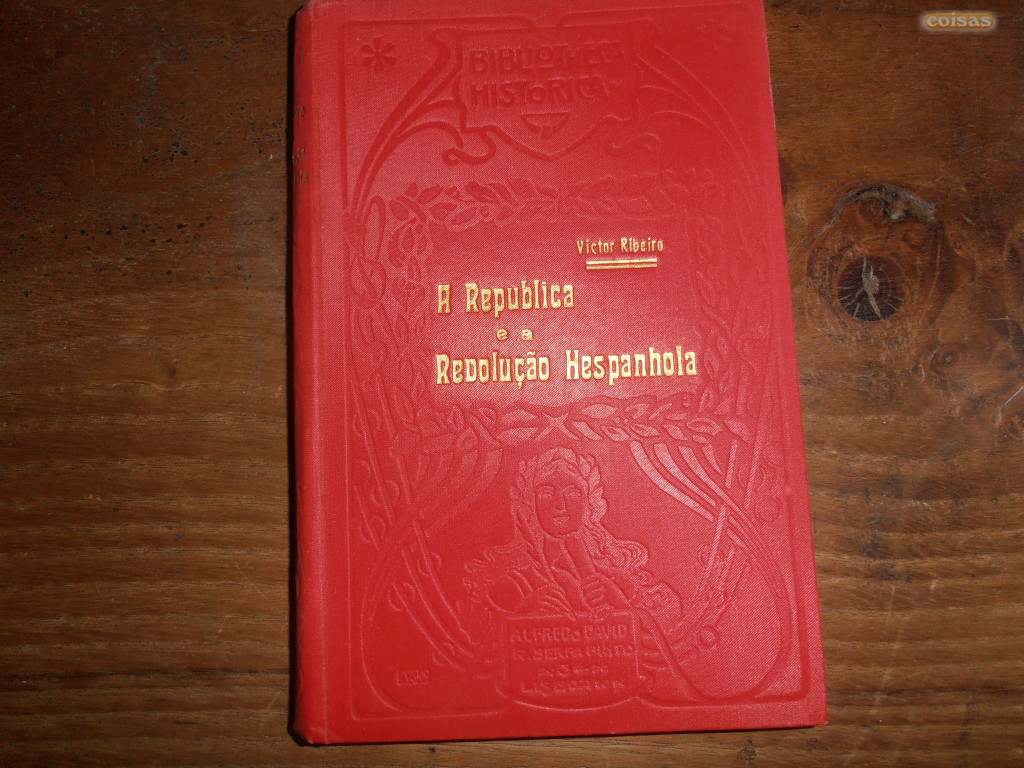 coisas
BIBLIOTHECA
HISTORICA
Victor Ribeiro
A Republica
e a
Revolução Hespanhola
ALFREDO DAVID
R. SERPA PINTO
LISBOA